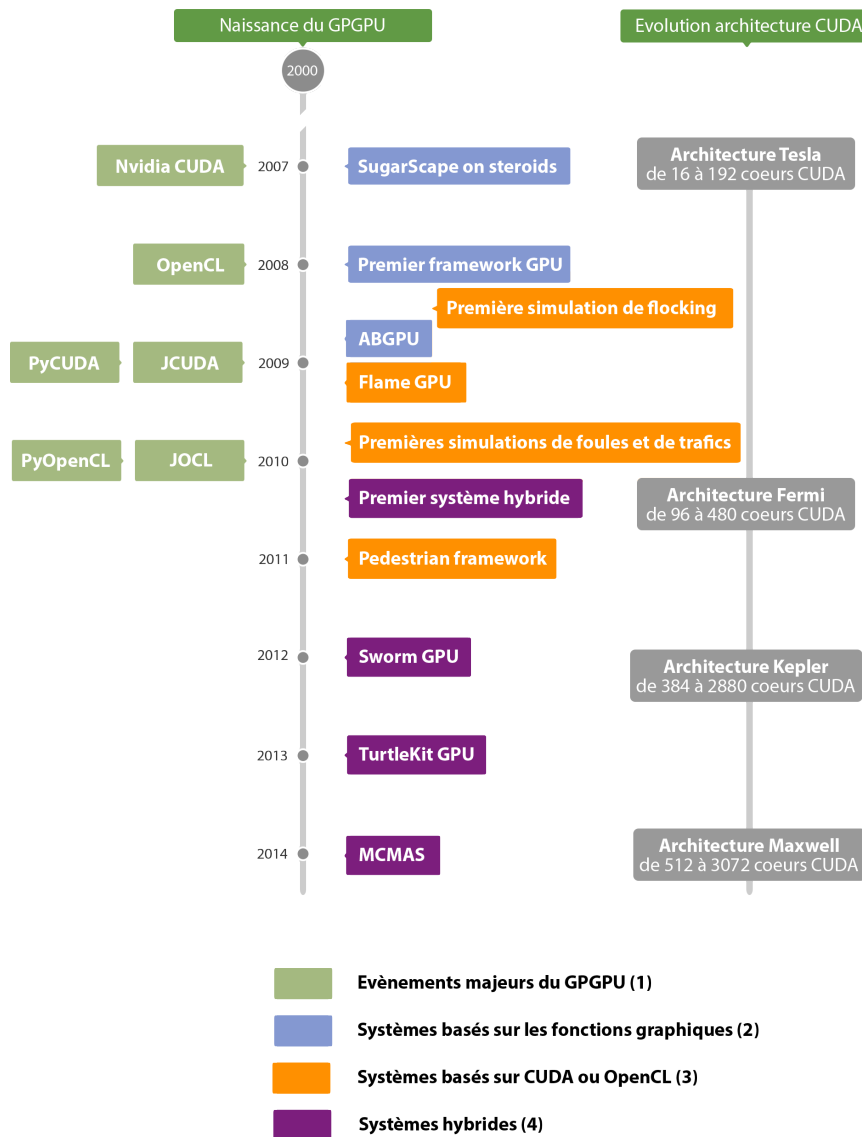 Naissance du GPGPU
Evolution architecture CUDA
2000
Nvidia CUDA
2007
SugarScape on steroids
Architecture Tesla
de 16 à 192 coeurs CUDA
OpenCL
2008
Premier framework GPU
Première simulation de flocking
ABGPU
PyCUDA
JCUDA
2009
Flame GPU
Premières simulations de foules et de trafics
PyOpenCL
JOCL
2010
Premier système hybride
Architecture Fermi
de 96 à 480 coeurs CUDA
2011
Pedestrian framework
2012
Sworm GPU
Architecture Kepler
de 384 à 2880 coeurs CUDA
2013
TurtleKit GPU
2014
MCMAS
Architecture Maxwell
de 512 à 3072 coeurs CUDA
Evènements majeurs du GPGPU (1)
Systèmes basés sur les fonctions graphiques (2)
Systèmes basés sur CUDA ou OpenCL (3)
Systèmes hybrides (4)